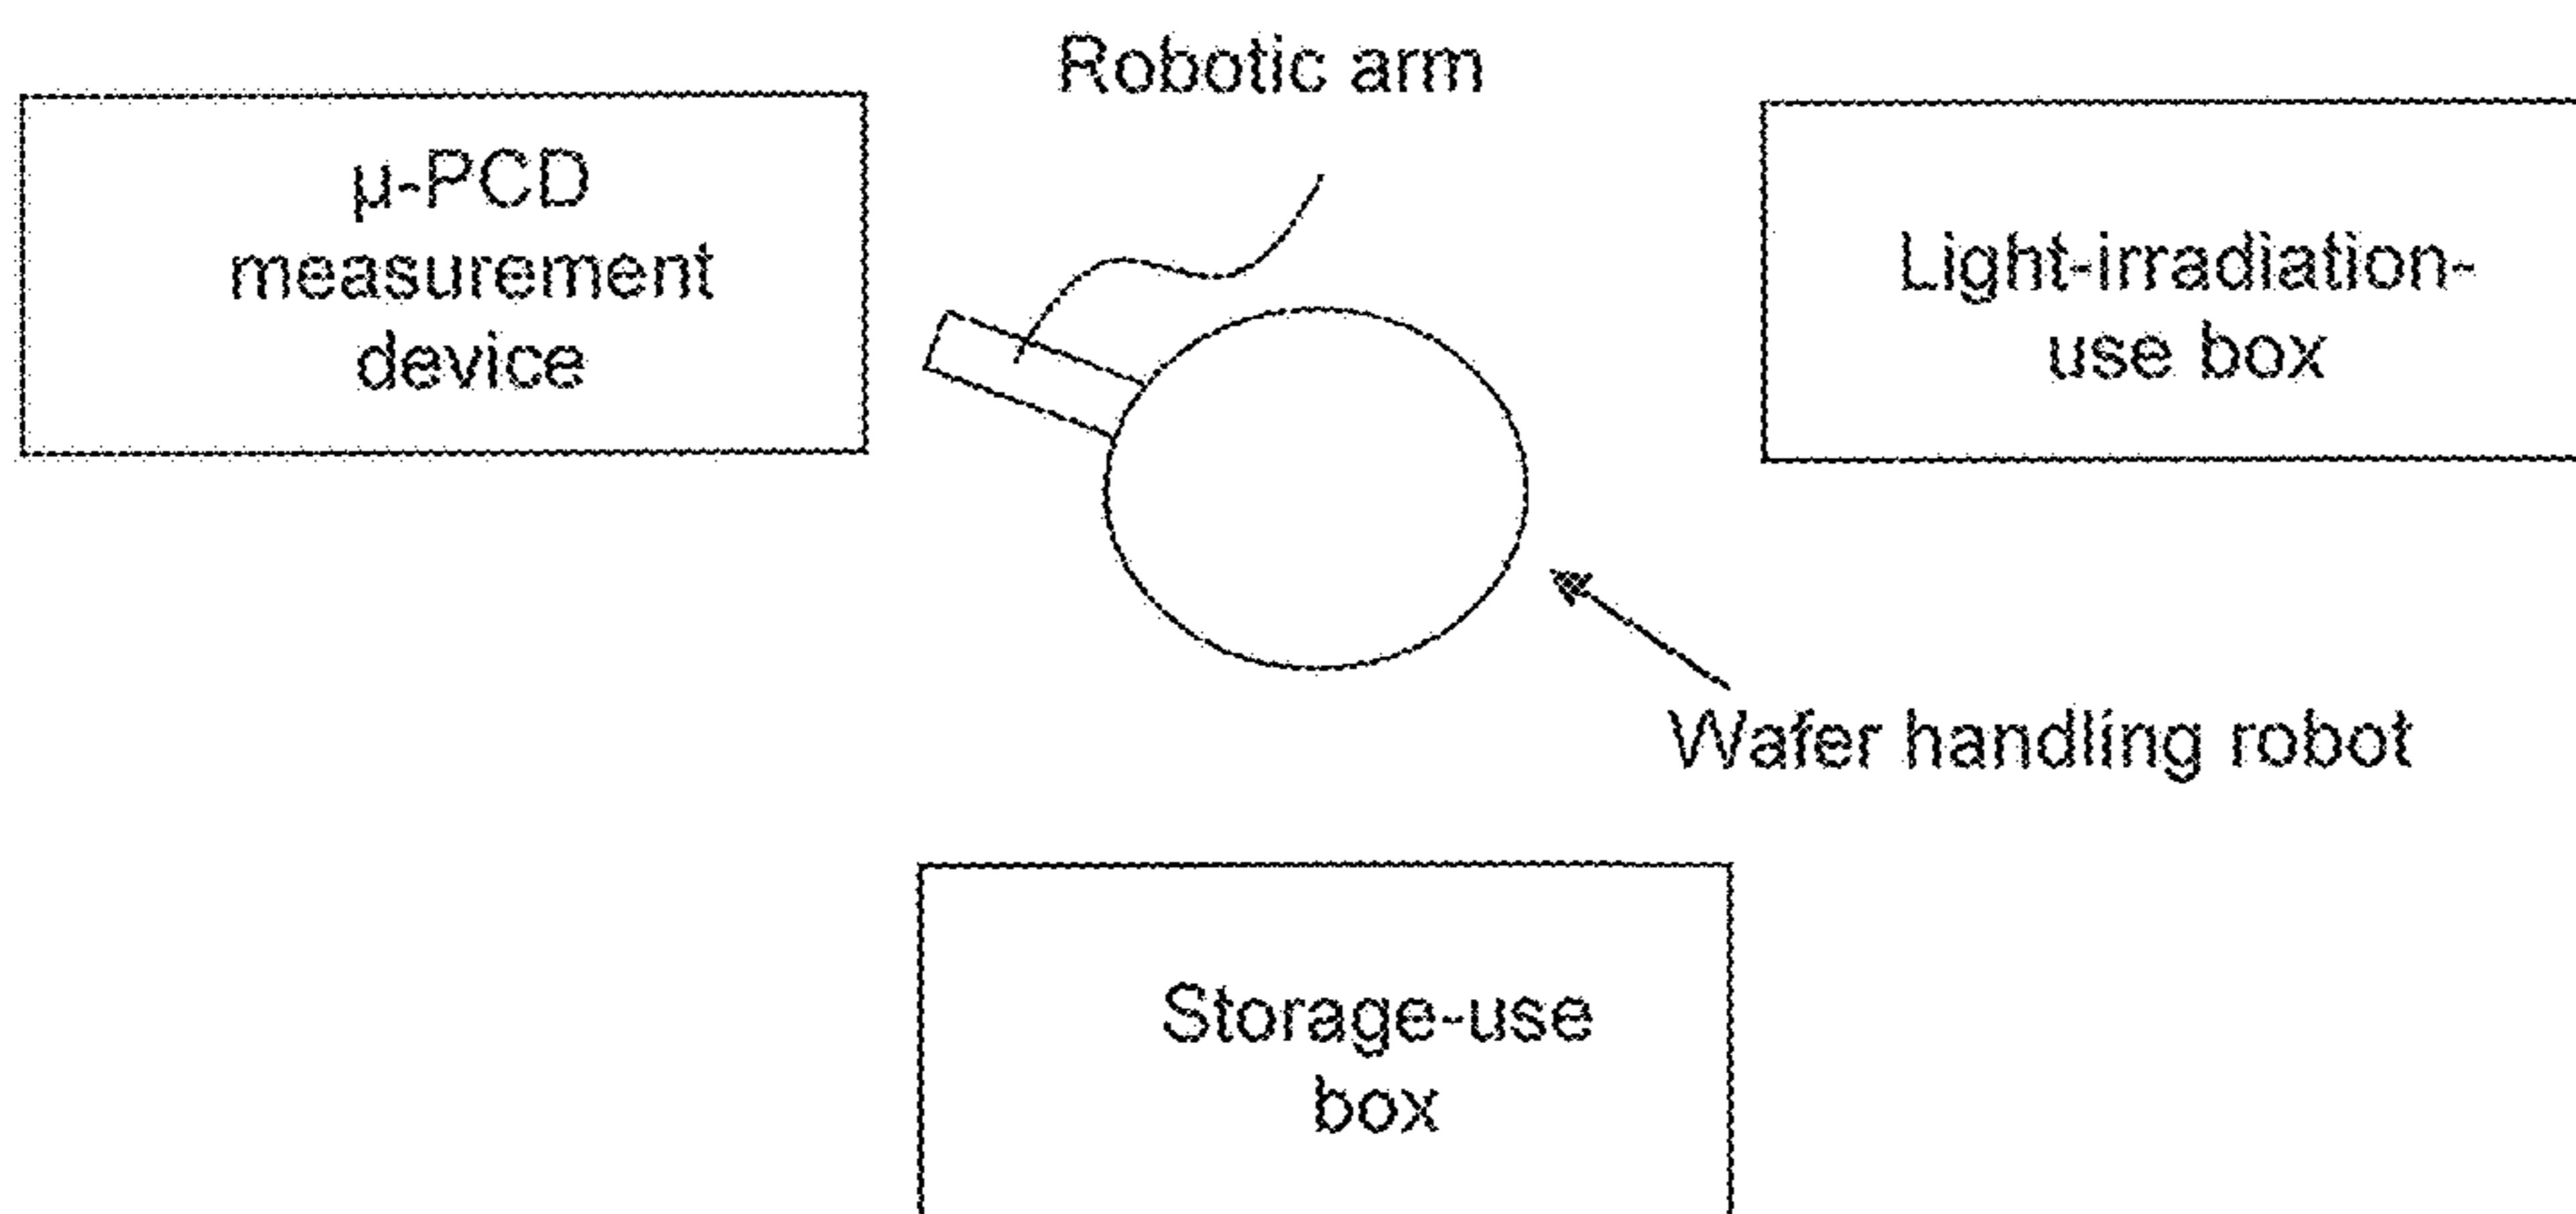 Robotic arm
μ-PCD
measurement
device
Light-irradiation-
use box
Wafer handling robot
Storage-use
box